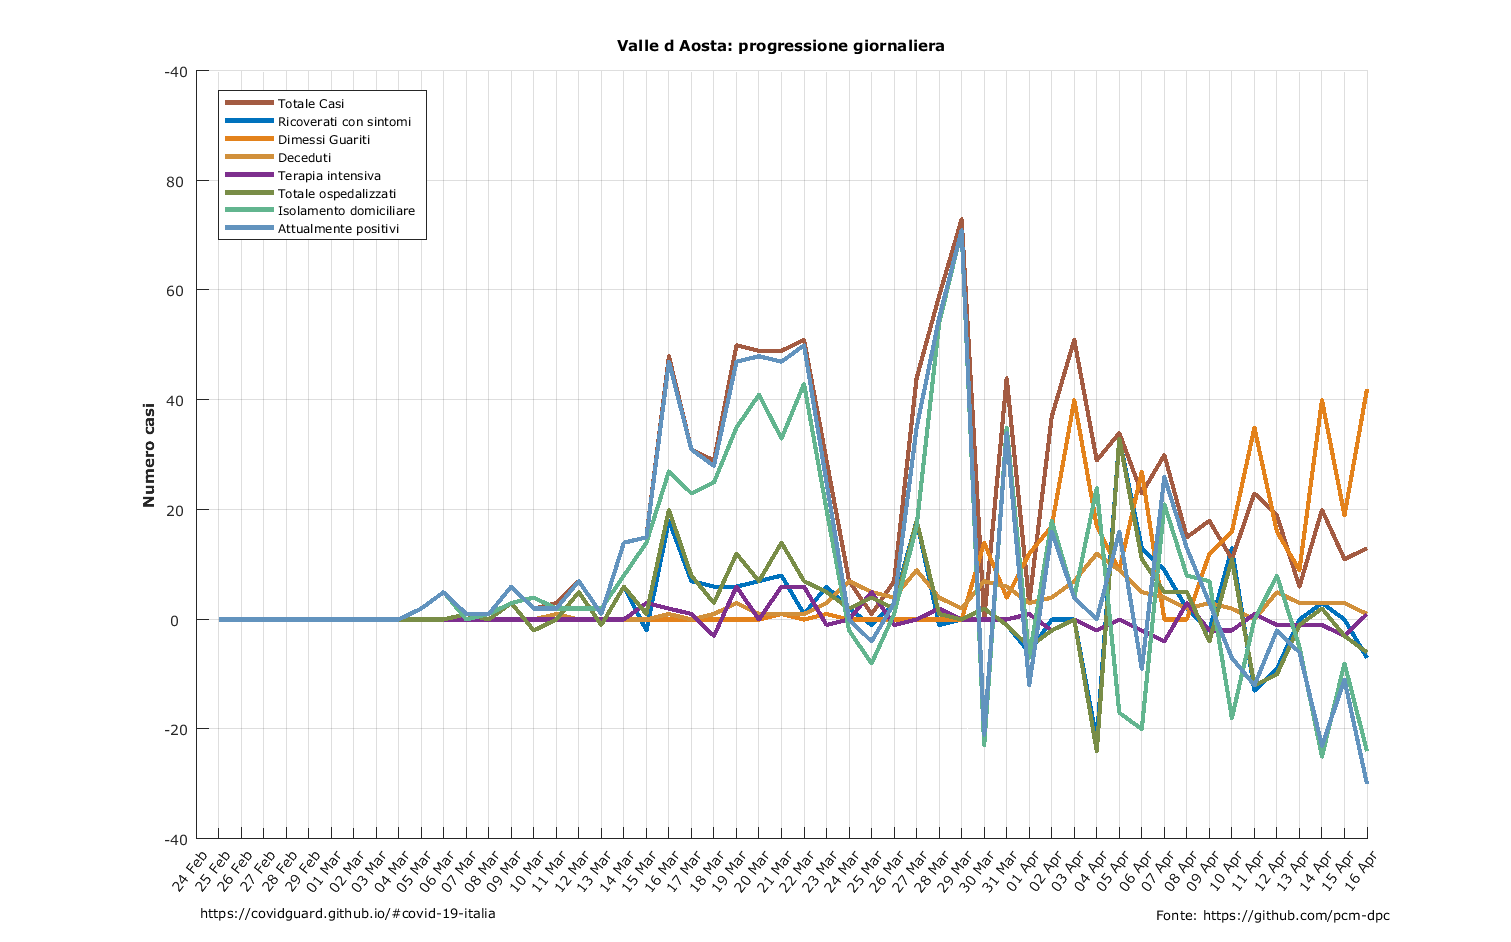 Valle d Aosta: progressione giornaliera
-40
80
60
40
20
0
-20
-40
Numero casi
Totale Casi
Ricoverati con sintomi
Dimessi Guariti
Deceduti
Terapia intensiva
Totale ospedalizzati
Isolamento domiciliare
Attualmente positivi
24 Feb
25 Feb
26 Feb
27 Feb
28 Feb
29 Feb
01 Mar
02 Mar
03 Mar
04 Mar
05 Mar
06 Mar
07 Mar
08 Mar
09 Mar
10 Mar
11 Mar
12 Mar
13 Mar
14 Mar
15 Mar
16 Mar
17 Mar
18 Mar
19 Mar
20 Mar
21 Mar
22 Mar
23 Mar
24 Mar
25 Mar
26 Mar
27 Mar
28 Mar
29 Mar
30 Mar
31 Mar
01 Apr
02 Apr
03 Apr
04 Apr
05 Apr
06 Apr
07 Apr
08 Apr
09 Apr
10 Apr
11 Apr
12 Apr
13 Apr
14 Apr
15 Apr
16 Apr
https://covidguard.github.io/#covid-19-italia
Fonte: https://github.com/pcm-dpc